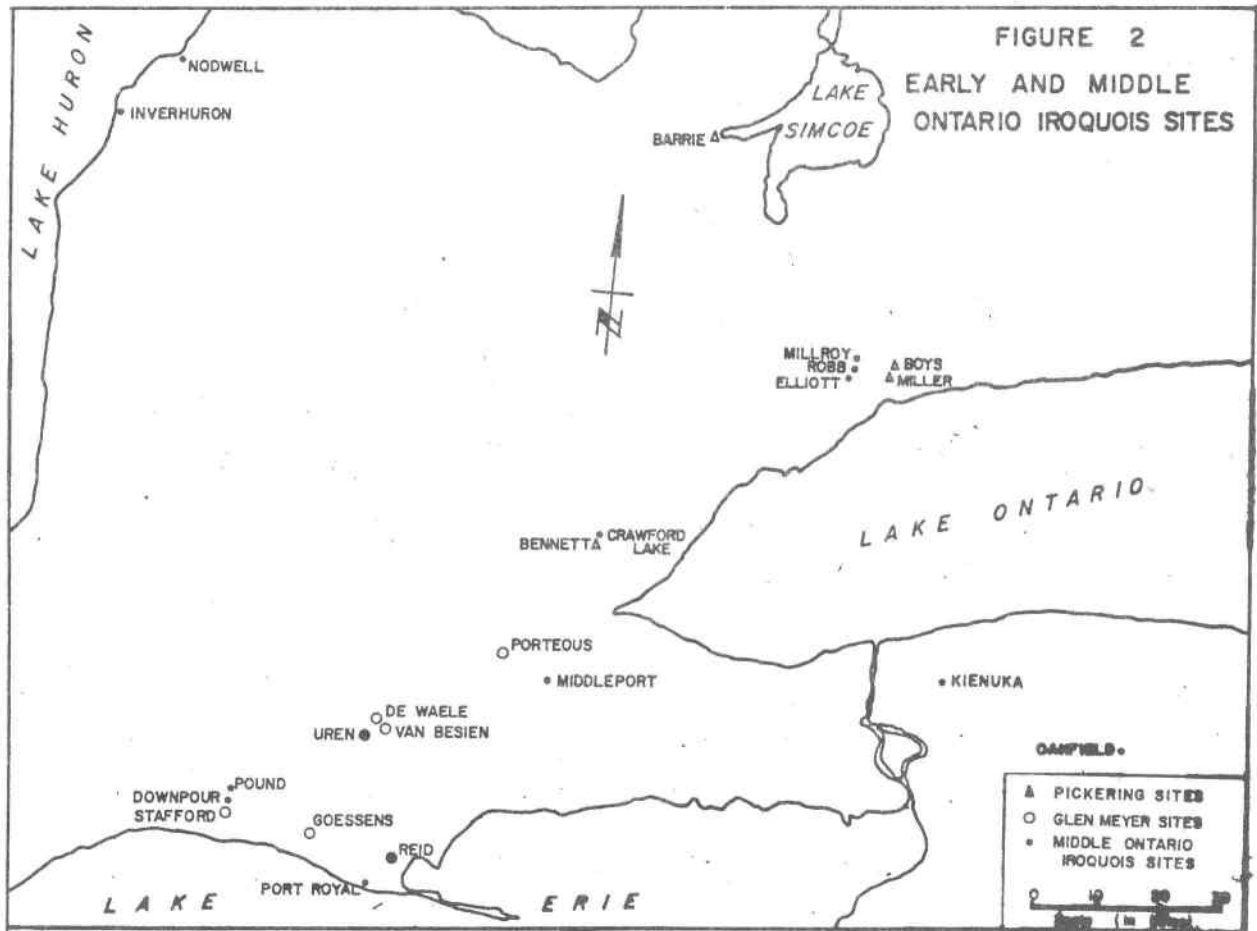 FIGURE 2
EARLY AND MIDDLE
ONTARIO IROQUOIS SITES
LAKE HURON
NODWELL
INVERHURON
LAKE
SIMCOE
BARRIE
N
MILLROY
ROBB
ELLIOTT
BOYS
MILLER
LAKE ONTARIO
BENNETT
CRAWFORD
LAKE
PORTEOUS
MIDDLEPORT
KIENUKA
DE WAELE
VAN BESIEN
UREN
OAKFIELD
POUND
DOWNPOUR
STAFFORD
GOESSENS
REID
PORT ROYAL
LAKE ERIE
PICKERING SITES
GLEN MEYER SITES
MIDDLE ONTARIO
IROQUOIS SITES
0 10 20 30
(in